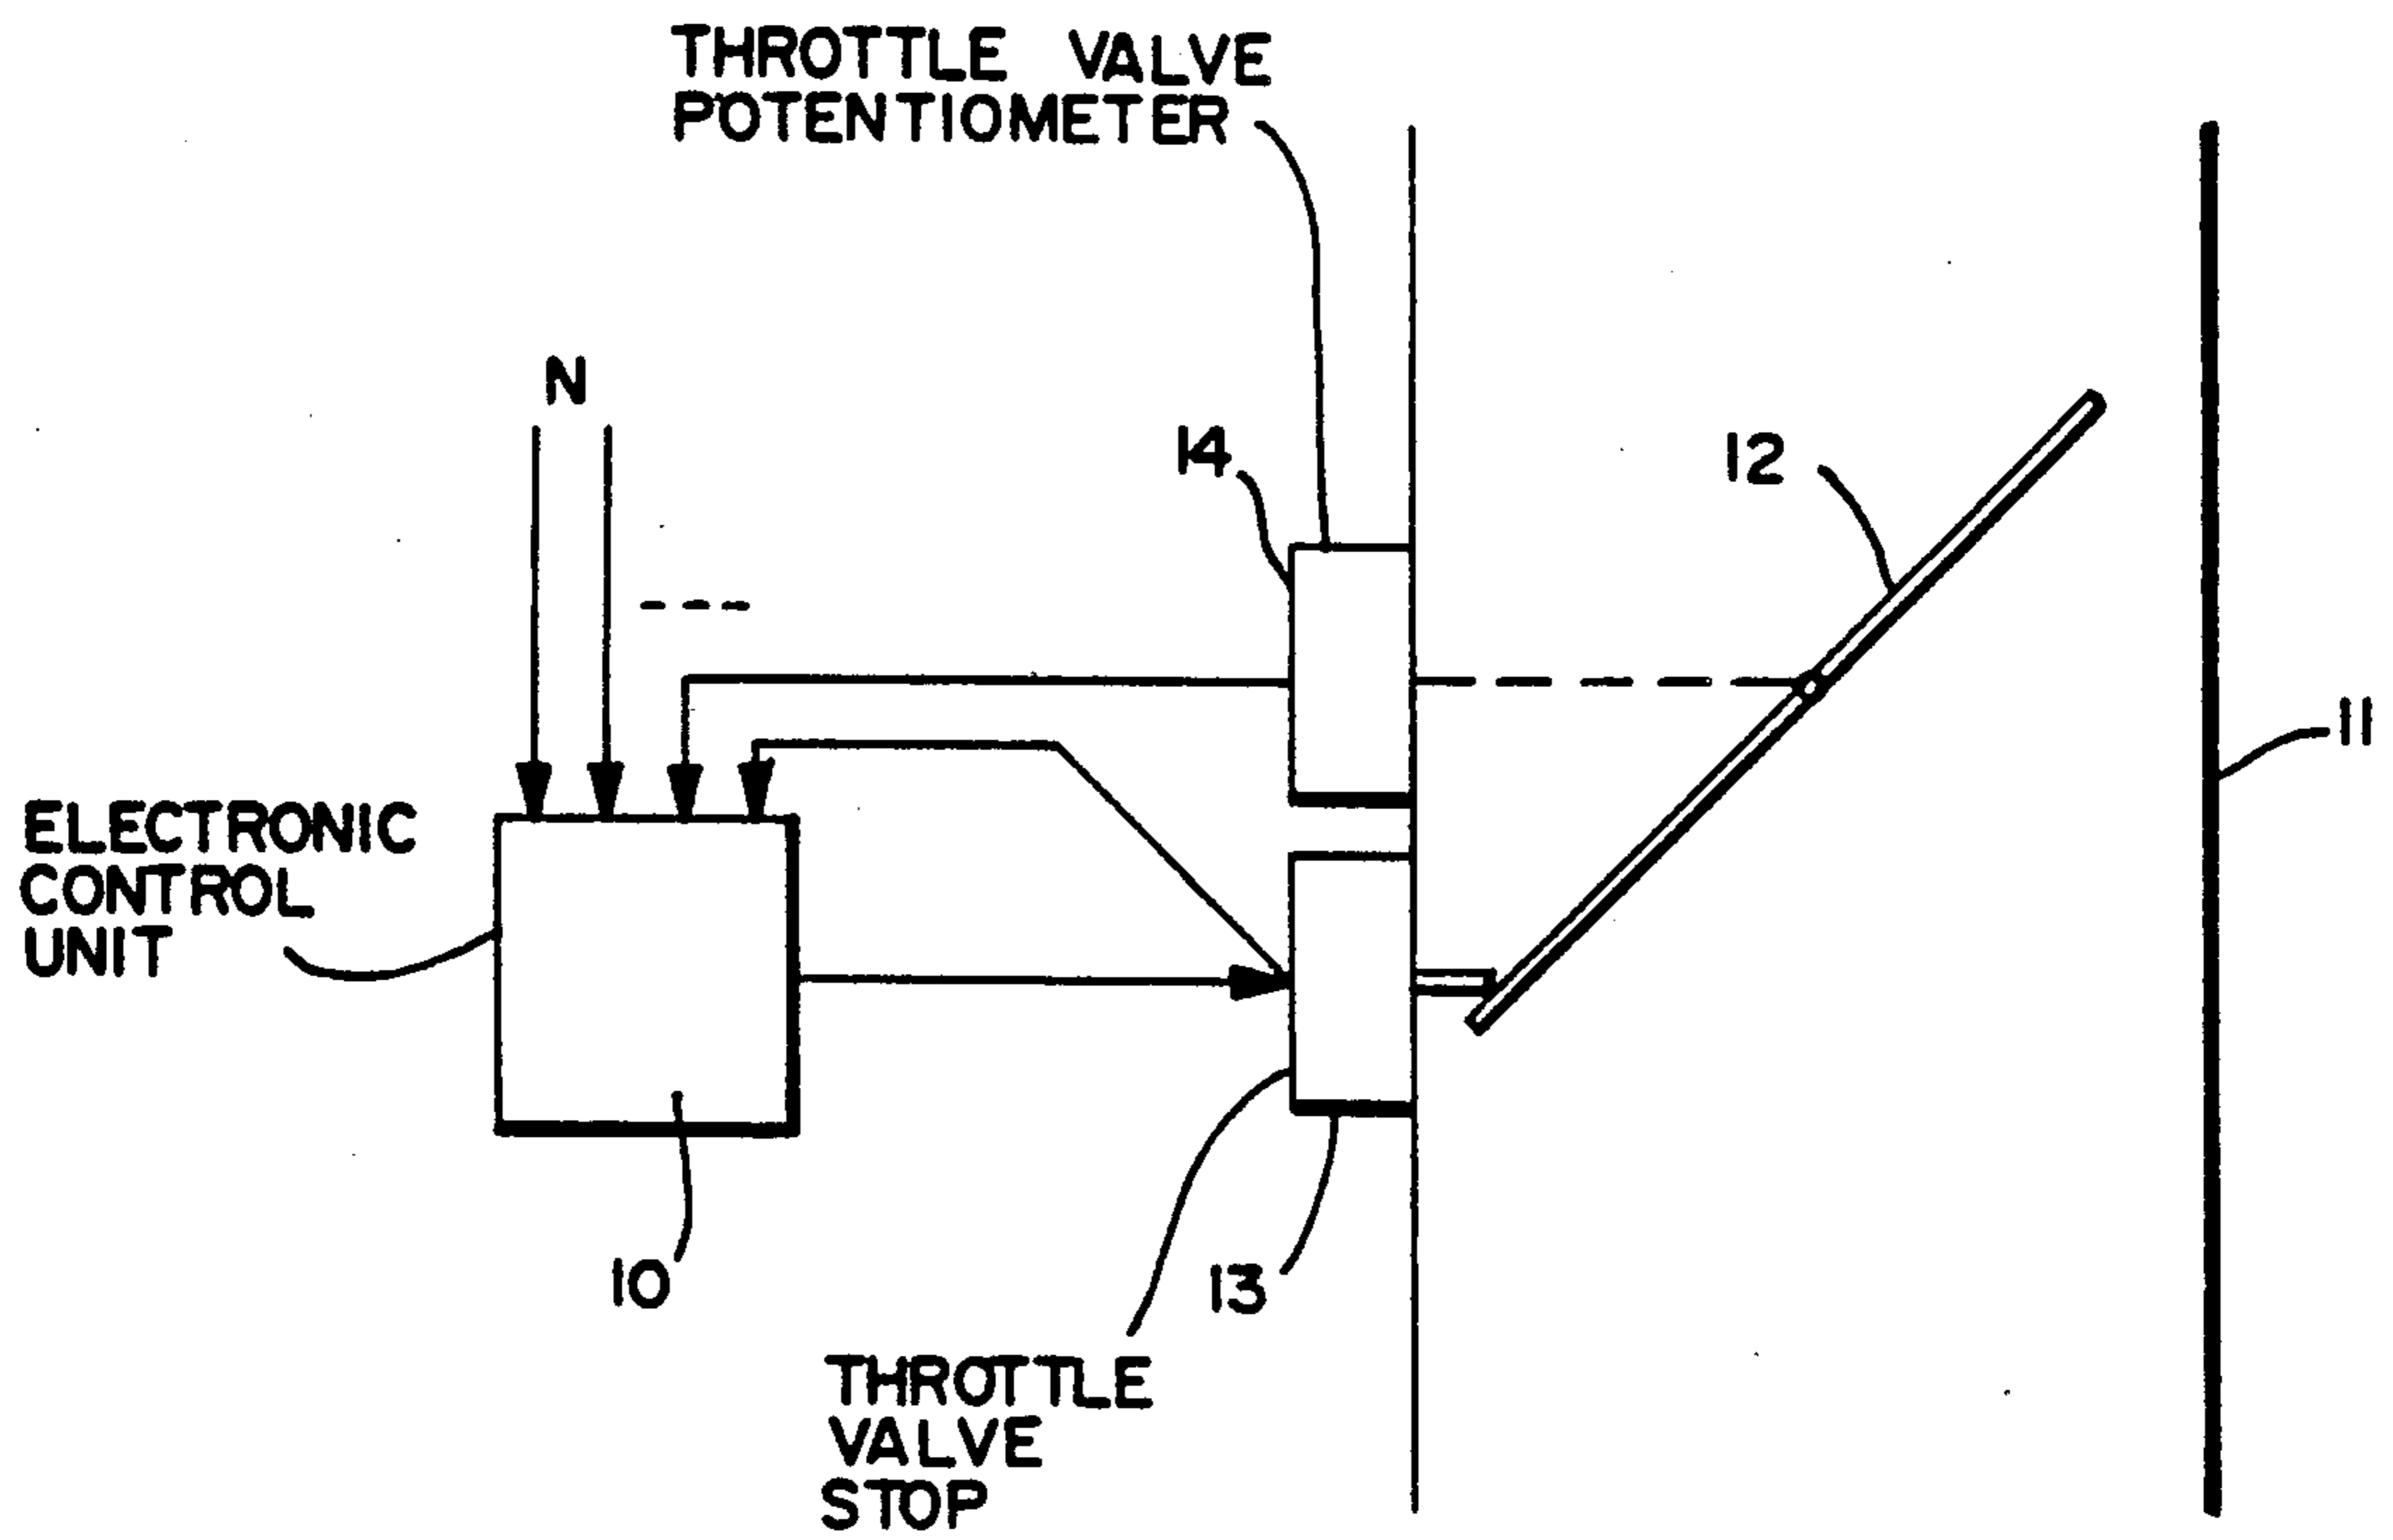 THROTTLE VALVE
POTENTIOMETER
N
14
12
11
ELECTRONIC
CONTROL
UNIT
10
13
THROTTLE
VALVE
STOP